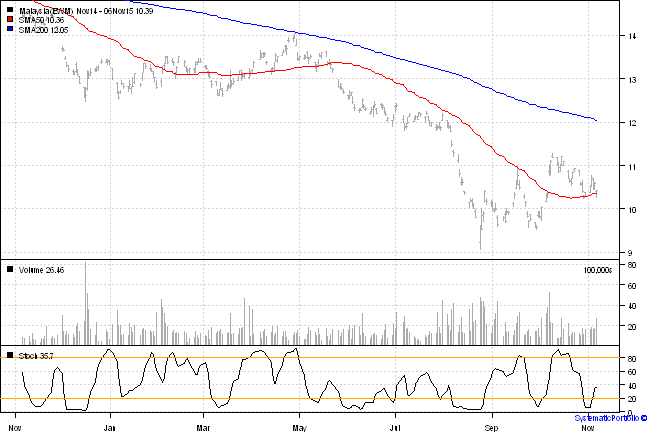 Malaysia(EWM) Nov14 - 06Nov15 10.39
SMA50 10.36
SMA200 12.05
14
13
12
11
10
9
Volume 26.46
100,000s
80
60
40
20
Stoch 35.7
80
60
40
20
0
Nov Jan Mar May Jul Sep Nov
SystematicPortfolio ©